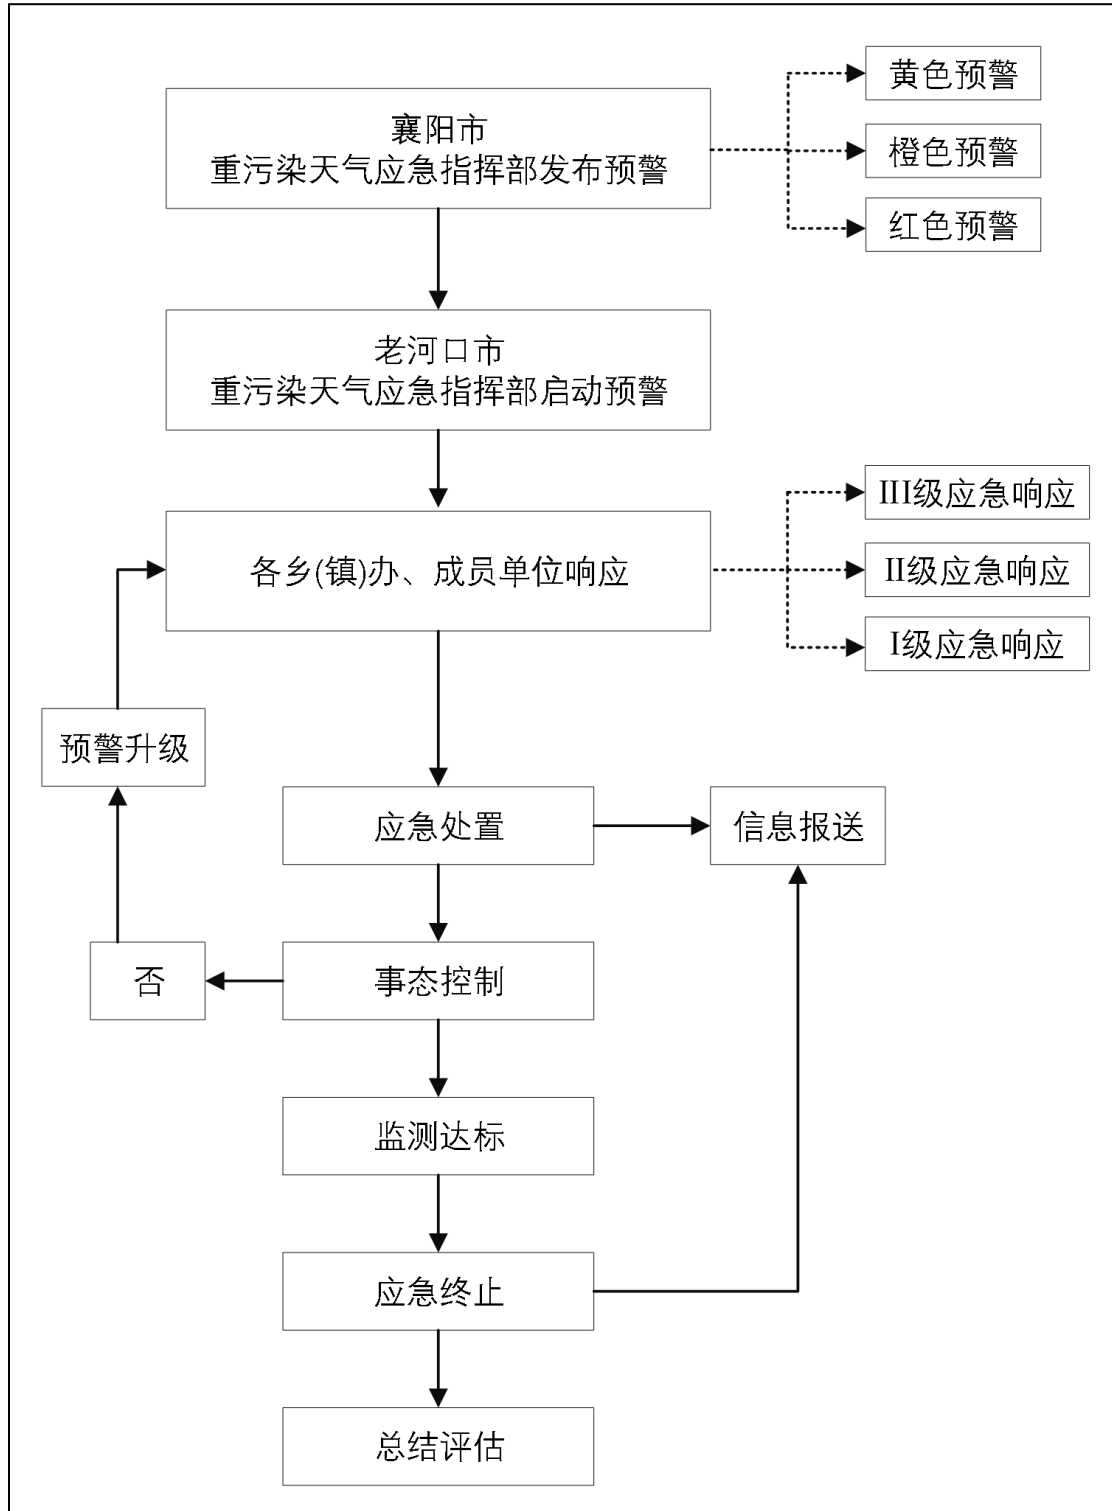 襄阳市
重污染天气应急指挥部发布预警
黄色预警
橙色预警
红色预警
老河口市
重污染天气应急指挥部启动预警
各乡(镇)办、成员单位响应
III级应急响应
II级应急响应
I级应急响应
预警升级
应急处置
信息报送
否
事态控制
监测达标
应急终止
总结评估